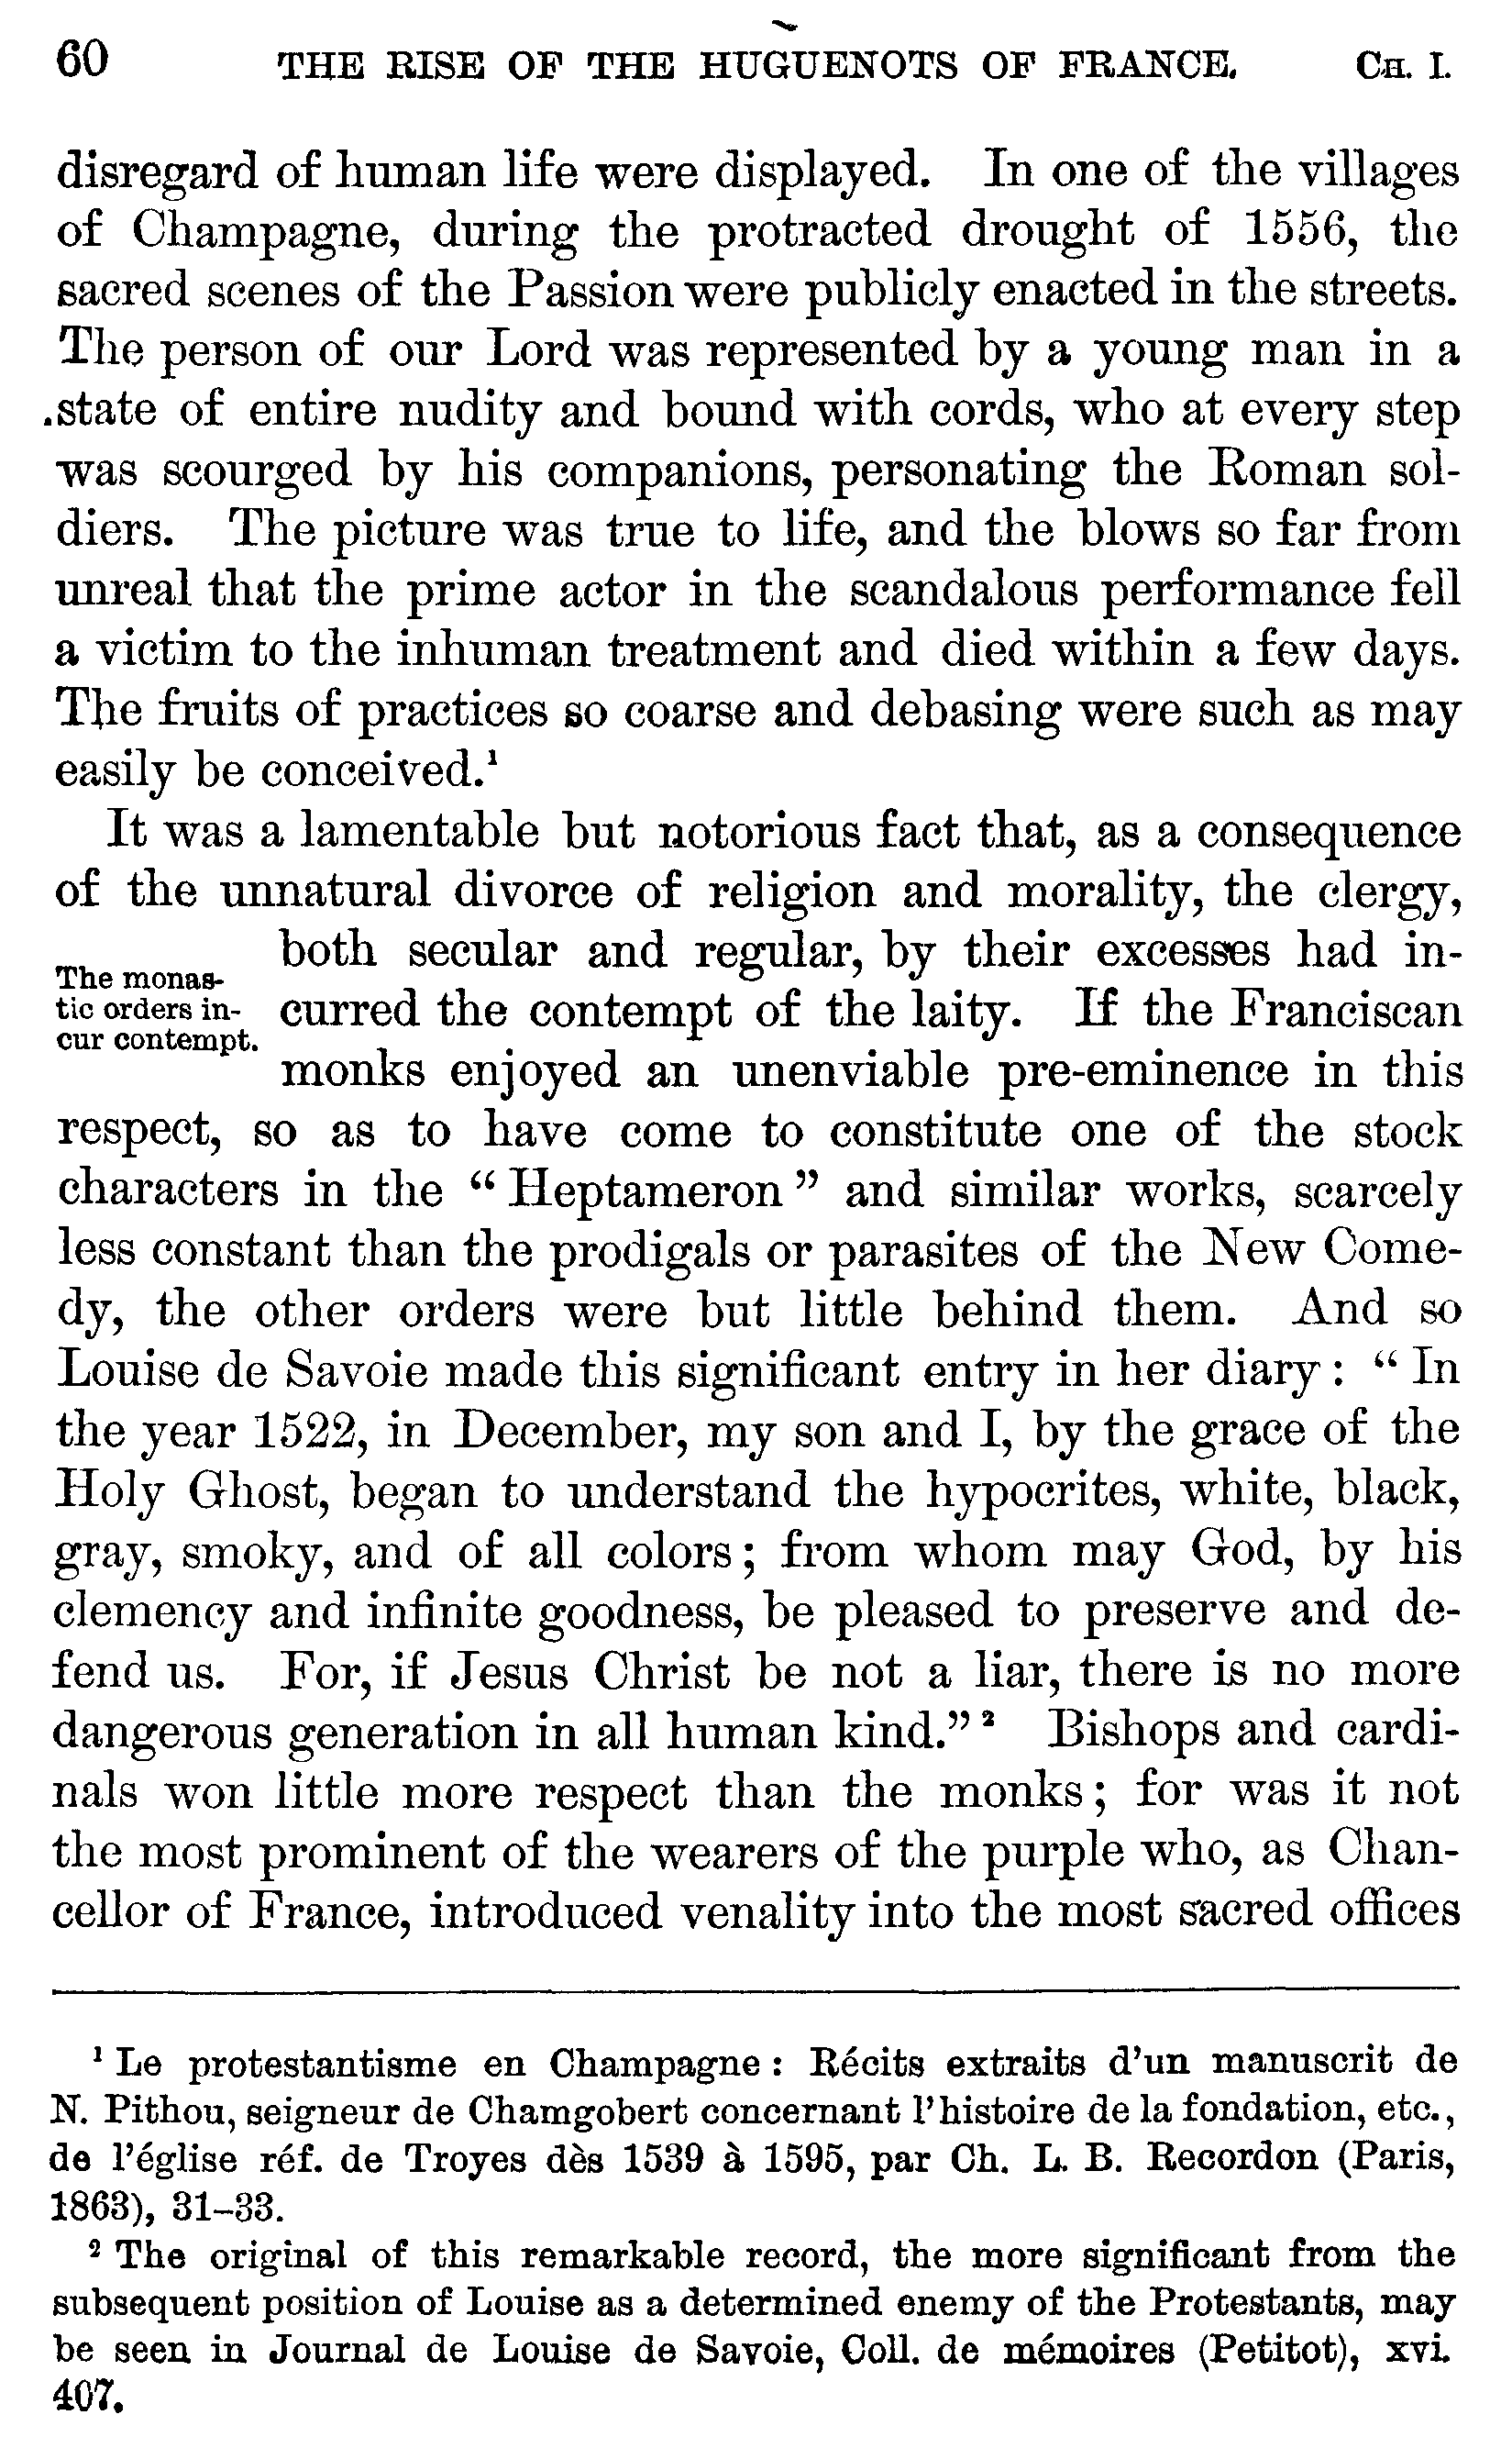 60 THE RISE OF THE HUGUENOTS OF FRANCE. CH. I.
disregard of human life were displayed. In one of the villages
of Champagne, during the protracted drought of 1556, the
sacred scenes of the Passion were publicly enacted in the streets.
The person of our Lord was represented by a young man in a
state of entire nudity and bound with cords, who at every step
was scourged by his companions, personating the Roman sol-
diers. The picture was true to life, and the blows so far from
unreal that the prime actor in the scandalous performance fell
a victim to the inhuman treatment and died within a few days.
The fruits of practices so coarse and debasing were such as may
easily be conceived.¹
It was a lamentable but notorious fact that, as a consequence
of the unnatural divorce of religion and morality, the clergy,
The monas-
tic orders in-
cur contempt.
both secular and regular, by their excesses had in-
curred the contempt of the laity. If the Franciscan
monks enjoyed an unenviable pre-eminence in this
respect, so as to have come to constitute one of the stock
characters in the “Heptameron” and similar works, scarcely
less constant than the prodigals or parasites of the New Come-
dy, the other orders were but little behind them. And so
Louise de Savoie made this significant entry in her diary: “In
the year 1522, in December, my son and I, by the grace of the
Holy Ghost, began to understand the hypocrites, white, black,
gray, smoky, and of all colors; from whom may God, by his
clemency and infinite goodness, be pleased to preserve and de-
fend us. For, if Jesus Christ be not a liar, there is no more
dangerous generation in all human kind.”² Bishops and cardi-
nals won little more respect than the monks; for was it not
the most prominent of the wearers of the purple who, as Chan-
cellor of France, introduced venality into the most sacred offices
¹ Le protestantisme en Champagne: Récits extraits d’un manuscrit de
N. Pithou, seigneur de Chamgobert concernant l’histoire de la fondation, etc.,
de l’église réf. de Troyes dès 1539 à 1595, par Ch. L. B. Recordon (Paris,
1863), 31–33.
² The original of this remarkable record, the more significant from the
subsequent position of Louise as a determined enemy of the Protestants, may
be seen in Journal de Louise de Savoie, Coll. de mémoires (Petitot), xvi.
407.